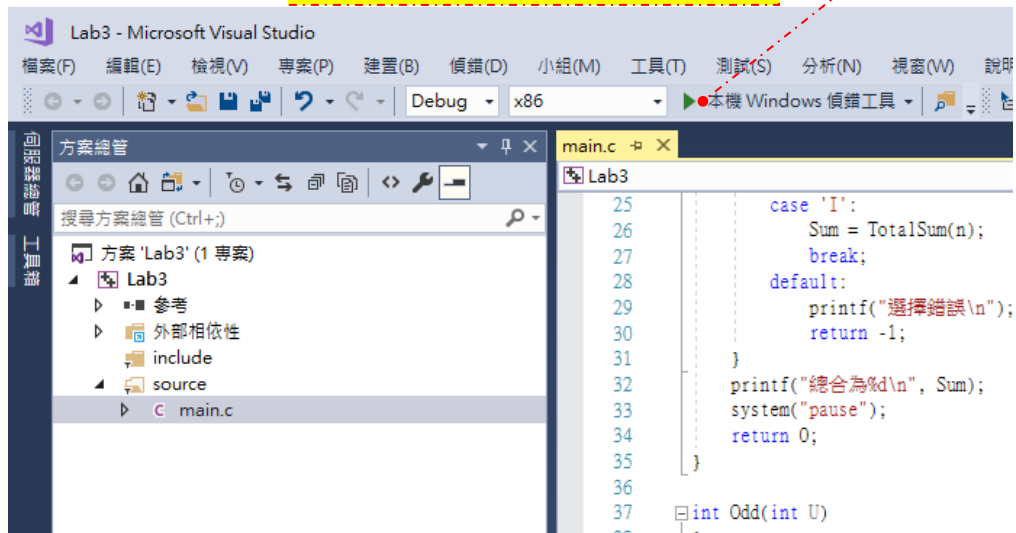 Lab3 - Microsoft Visual Studio
檔案(F) 編輯(E) 檢視(V) 專案(P) 建置(B) 偵錯(D) 小組(M) 工具(T) 測試(S) 分析(N) 視窗(W) 說明
Debug x86 本機 Windows 偵錯工具
伺服器總管
工具箱
方案總管
搜尋方案總管 (Ctrl+;)
方案 'Lab3' (1 專案)
Lab3
參考
外部相依性
include
source
main.c
main.c
Lab3
25 case 'I':
26 Sum = TotalSum(n);
27 break;
28 default:
29 printf("選擇錯誤\n");
30 return -1;
31 }
32 printf("總合為%d\n", Sum);
33 system("pause");
34 return 0;
35 }
36
37 int Odd(int U)